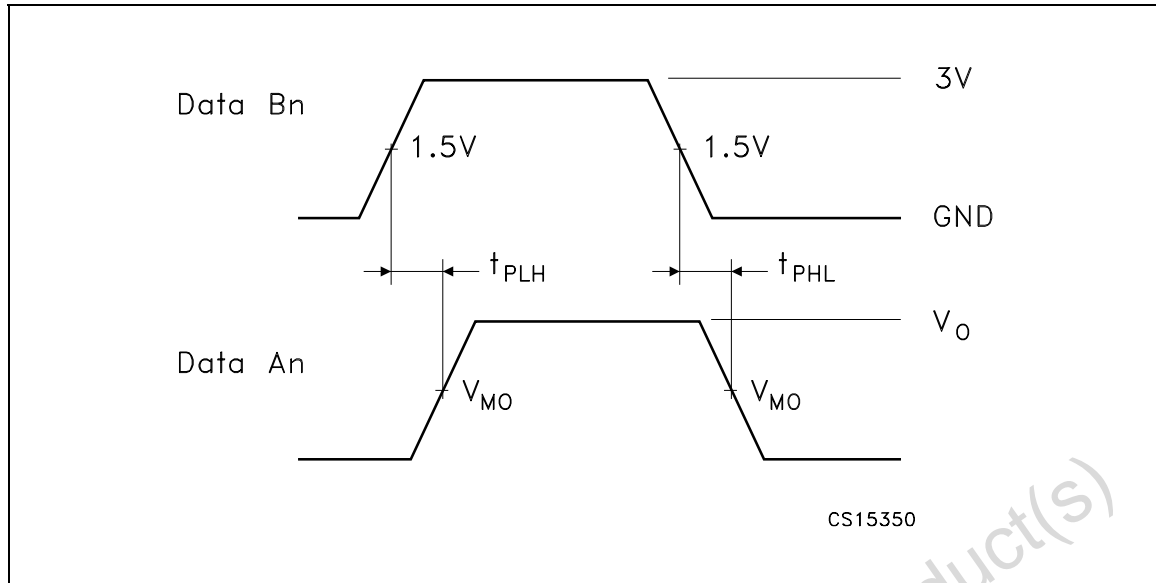 3V
Data Bn
1.5V 1.5V
GND
tPLH tPHL
VO
Data An
VMO VMO
CS15350